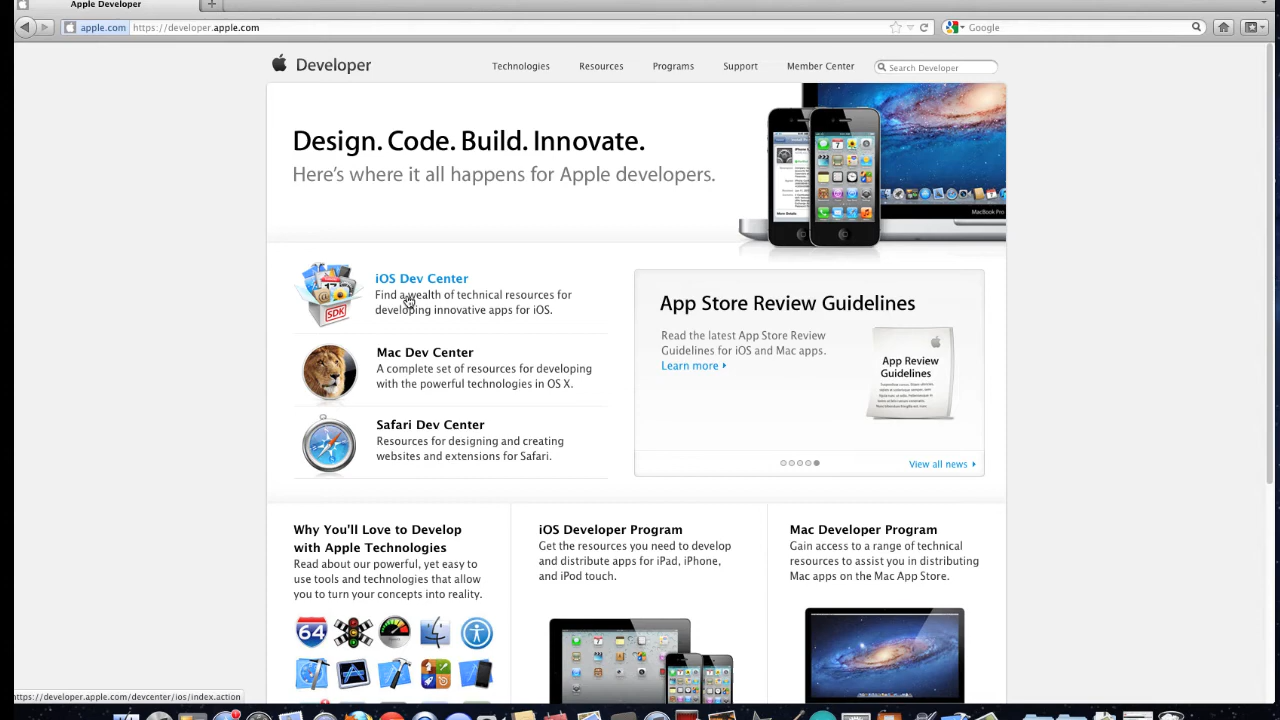 Apple Developer
apple.com https://developer.apple.com
Google
Developer
Technologies Resources Programs Support Member Center Search Developer
Design. Code. Build. Innovate.
Here's where it all happens for Apple developers.
MacBook Pro
iOS Dev Center
Find a wealth of technical resources for
developing innovative apps for iOS.
SDK
Mac Dev Center
A complete set of resources for developing
with the powerful technologies in OS X.
Safari Dev Center
Resources for designing and creating
websites and extensions for Safari.
App Store Review Guidelines
Read the latest App Store Review
Guidelines for iOS and Mac apps.
Learn more
App Review
Guidelines
View all news
Why You'll Love to Develop
with Apple Technologies
Read about our powerful, yet easy to
use tools and technologies that allow
you to turn your concepts into reality.
64
iOS Developer Program
Get the resources you need to develop
and distribute apps for iPad, iPhone,
and iPod touch.
Mac Developer Program
Gain access to a range of technical
resources to assist you in distributing
Mac apps on the Mac App Store.
https://developer.apple.com/devcenter/ios/index.action